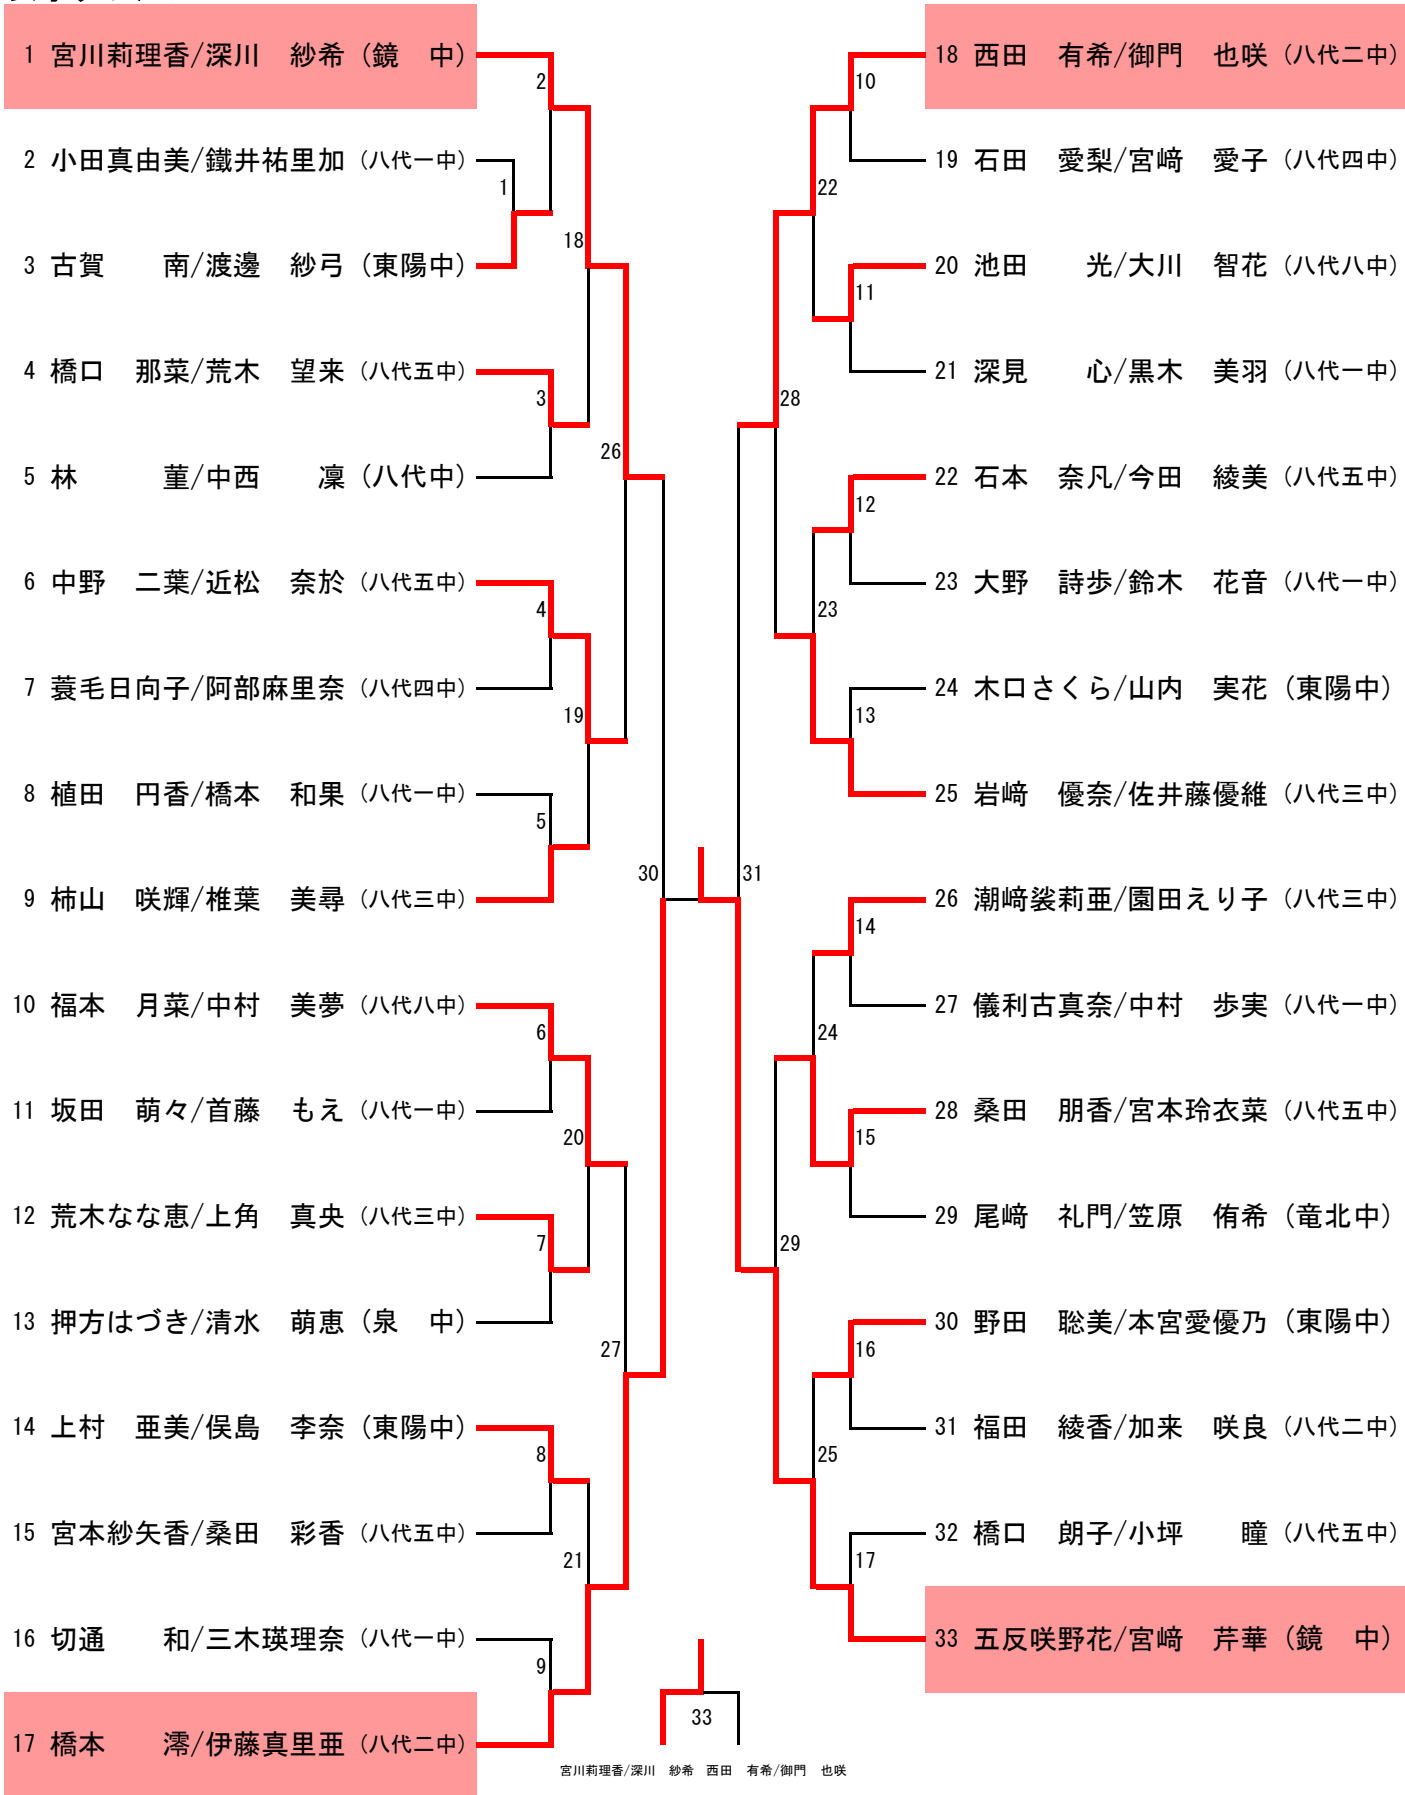 1 宮川莉理香/深川　紗希（鏡　中）
2 小田真由美/鐵井祐里加（八代一中）
3 古賀　　南/渡邊　紗弓（東陽中）
4 橋口　那菜/荒木　望来（八代五中）
5 林　　　菫/中西　　凜（八代中）
6 中野　二葉/近松　奈於（八代五中）
7 蓑毛日向子/阿部麻里奈（八代四中）
8 植田　円香/橋本　和果（八代一中）
9 柿山　咲輝/椎葉　美尋（八代三中）
10 福本　月菜/中村　美夢（八代八中）
11 坂田　萌々/首藤　もえ（八代一中）
12 荒木なな恵/上角　真央（八代三中）
13 押方はづき/清水　萌恵（泉　中）
14 上村　亜美/俣島　李奈（東陽中）
15 宮本紗矢香/桑田　彩香（八代五中）
16 切通　　和/三木瑛理奈（八代一中）
17 橋本　　澪/伊藤真里亜（八代二中）
2
1
18
3
26
4
19
5
30
6
20
7
27
8
21
9
33
宮川莉理香/深川　紗希　西田　有希/御門　也咲
10
22
11
28
12
23
13
31
14
24
15
29
16
25
17
18 西田　有希/御門　也咲（八代二中）
19 石田　愛梨/宮﨑　愛子（八代四中）
20 池田　　光/大川　智花（八代八中）
21 深見　　心/黒木　美羽（八代一中）
22 石本　奈凡/今田　綾美（八代五中）
23 大野　詩歩/鈴木　花音（八代一中）
24 木口さくら/山内　実花（東陽中）
25 岩﨑　優奈/佐井藤優維（八代三中）
26 潮﨑裟莉亜/園田えり子（八代三中）
27 儀利古真奈/中村　歩実（八代一中）
28 桑田　朋香/宮本玲衣菜（八代五中）
29 尾﨑　礼門/笠原　侑希（竜北中）
30 野田　聡美/本宮愛優乃（東陽中）
31 福田　綾香/加来　咲良（八代二中）
32 橋口　朗子/小坪　　瞳（八代五中）
33 五反咲野花/宮﨑　芹華（鏡　中）